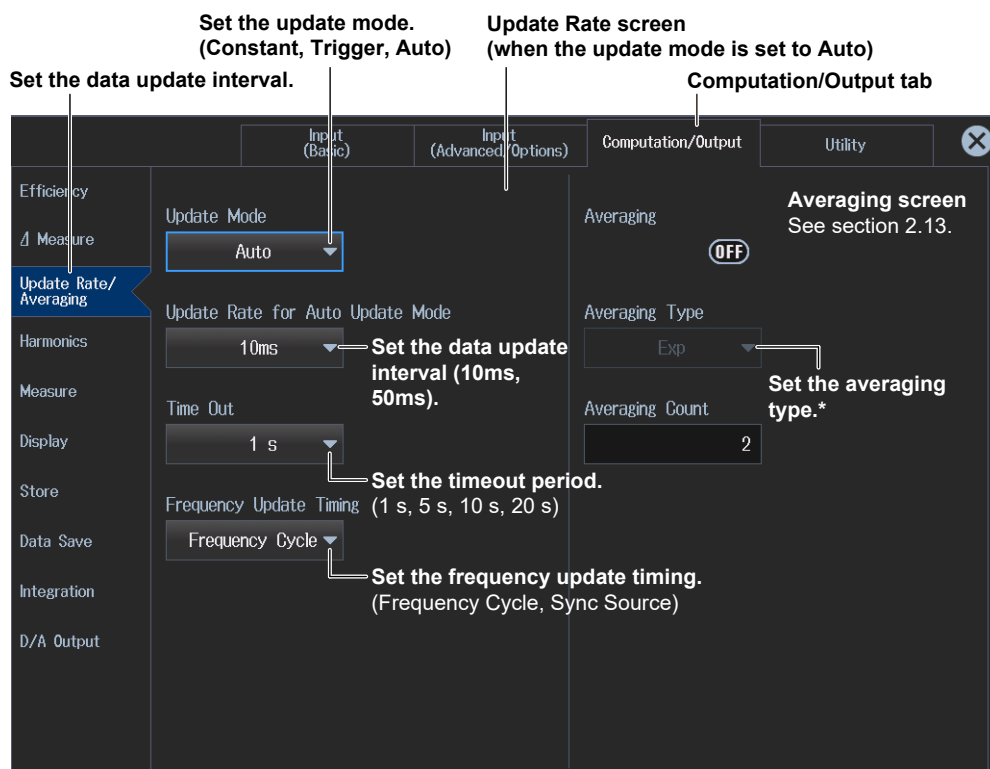 Set the update mode.
(Constant, Trigger, Auto)
Update Rate screen
(when the update mode is set to Auto)
Set the data update interval.
Computation/Output tab
Input
(Basic)
Input
(Advanced/Options)
Computation/Output
Utility
Efficiency
⊿ Measure
Update Rate/
Averaging
Harmonics
Measure
Display
Store
Data Save
Integration
D/A Output
Update Mode
Auto
Update Rate for Auto Update Mode
10ms
Set the data update
interval (10ms,
50ms).
Time Out
1 s
Set the timeout period.
(1 s, 5 s, 10 s, 20 s)
Frequency Update Timing
Frequency Cycle
Set the frequency update timing.
(Frequency Cycle, Sync Source)
Averaging
OFF
Averaging screen
See section 2.13.
Averaging Type
Exp
Set the averaging
type.*
Averaging Count
2